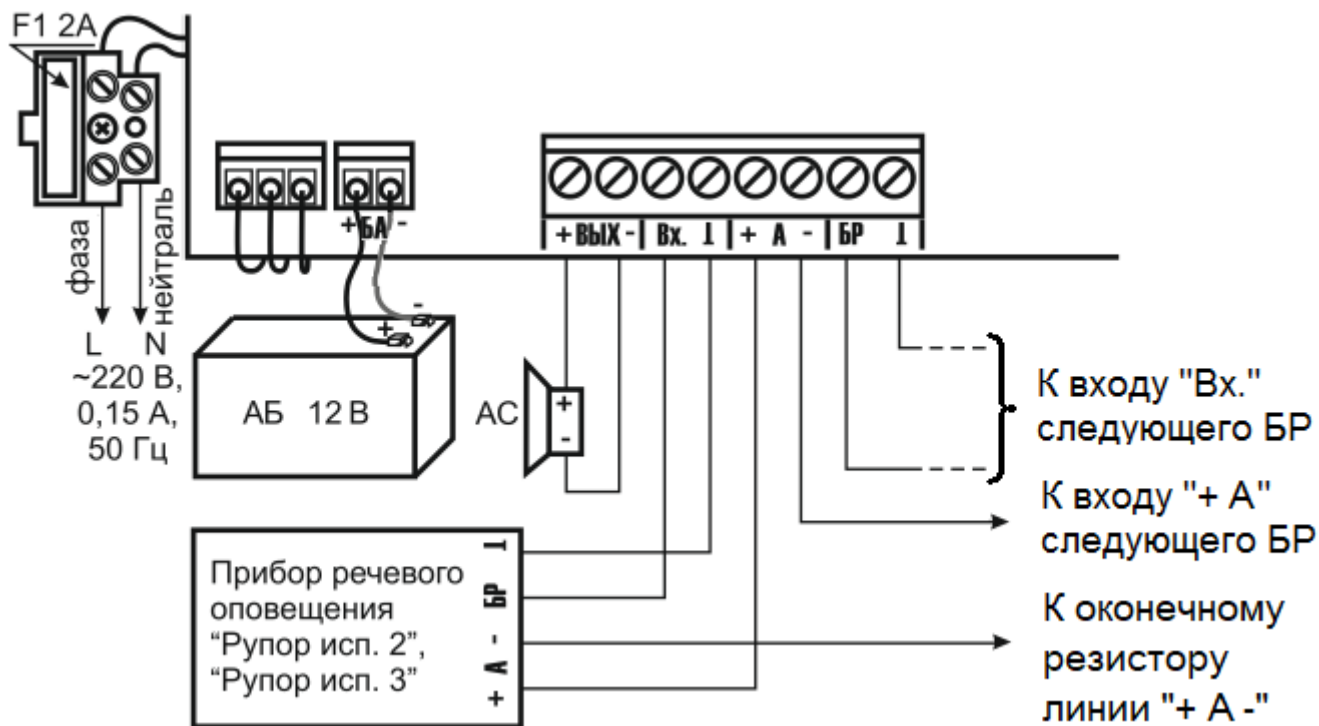 F1 2A
фаза
нейтраль
L N
~220 В,
0,15 А,
50 Гц
+ БА -
+ -
АБ 12 В
+ ВЫХ - Вх. ⊥ + А - БР ⊥
АС
+
-
Прибор речевого
оповещения
“Рупор исп. 2”,
“Рупор исп. 3”
+ А - БР ⊥
К входу "Вх."
следующего БР
К входу "+ А"
следующего БР
К оконечному
резистору
линии "+ А -"